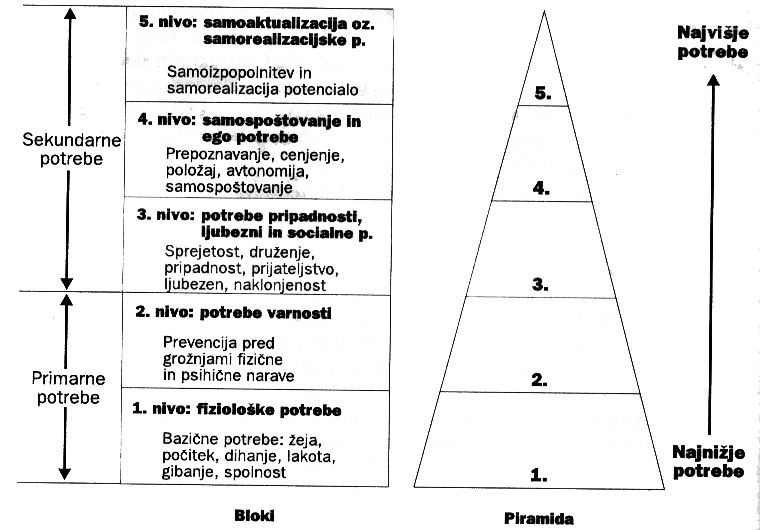 5. nivo: samoaktualizacija oz.
samorealizacijske p.
Samoizpopolnitev in
samorealizacija potencialo
4. nivo: samospoštovanje in
ego potrebe
Prepoznavanje, cenjenje,
položaj, avtonomija,
samospoštovanje
Sekundarne
potrebe
3. nivo: potrebe pripadnosti,
ljubezni in socialne p.
Sprejetost, druženje,
pripadnost, prijateljstvo,
ljubezen, naklonjenost
2. nivo: potrebe varnosti
Prevencija pred
grožnjami fizične
in psihične narave
Primarne
potrebe
1. nivo: fiziološke potrebe
Bazične potrebe: žeja,
počitek, dihanje, lakota,
gibanje, spolnost
Bloki
5.
4.
3.
2.
1.
Piramida
Najvišje
potrebe
Najnižje
potrebe